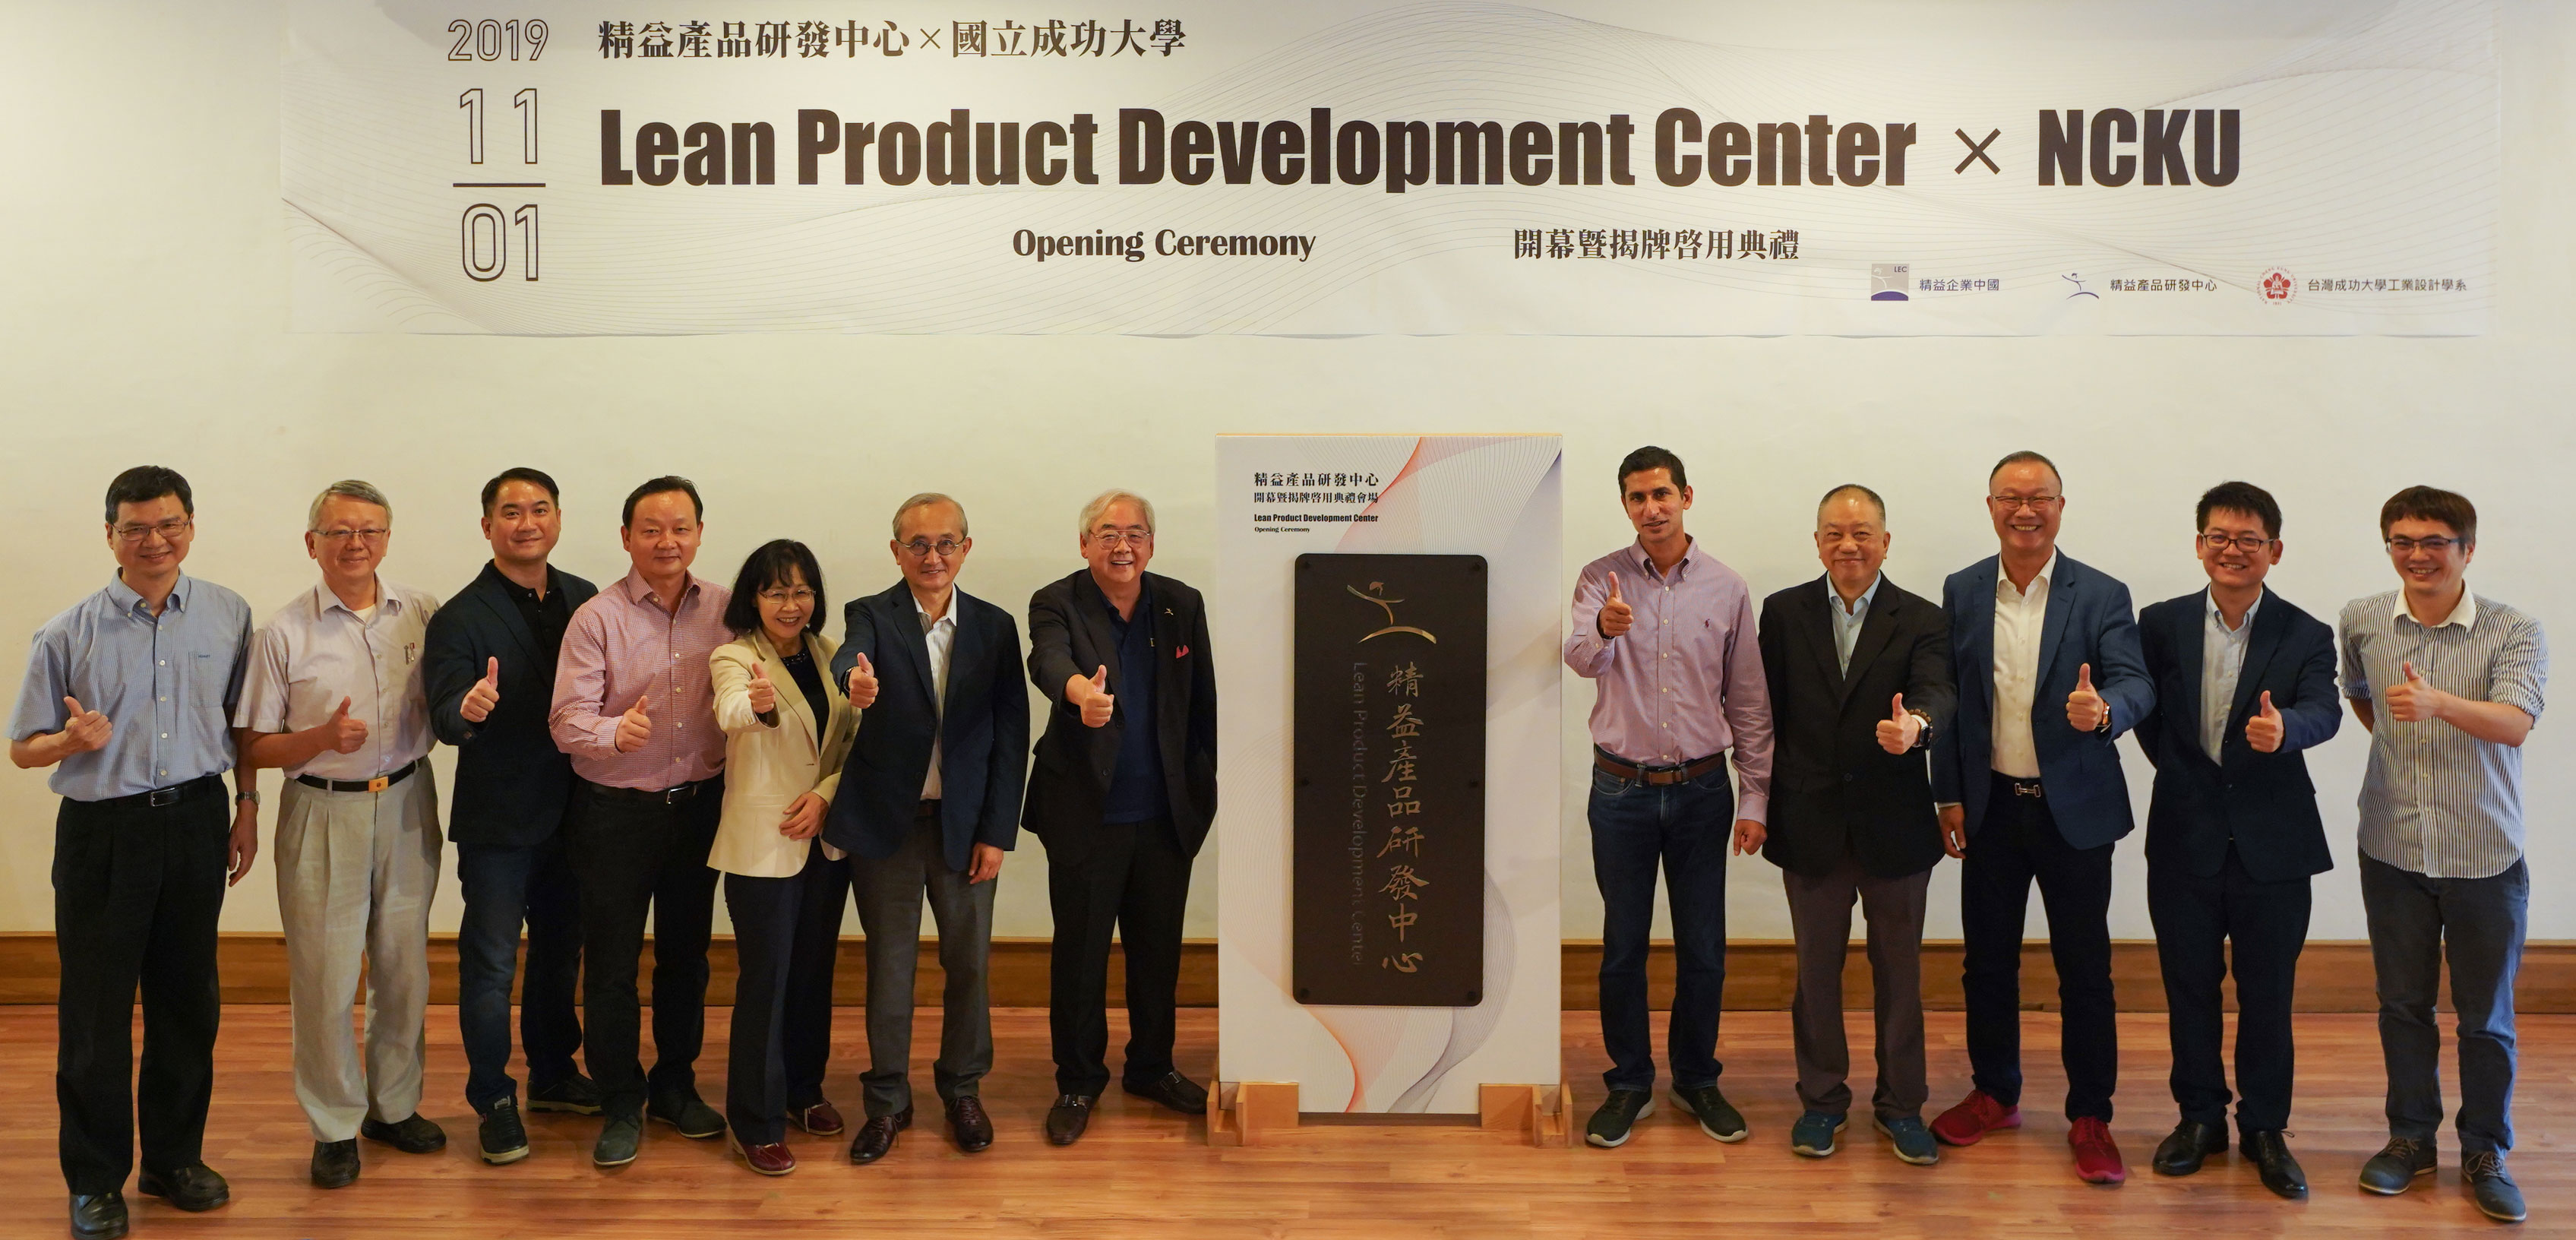 2019
11
01
精益產品研發中心×國立成功大學
Lean Product Development Center × NCKU
Opening Ceremony 開幕暨揭牌啓用典禮
LEC 精益企業中國 精益產品研發中心 台灣成功大學工業設計學系
精益產品研發中心
開幕暨揭牌啓用典禮會場
Lean Product Development Center
Opening Ceremony
精益產品研發中心
Lean Product Development Center